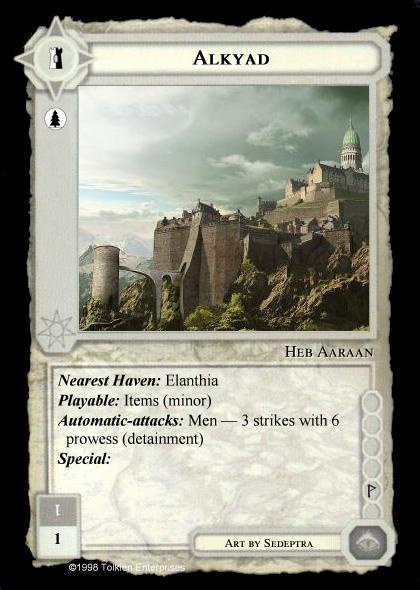 ALKYAD
HEB AARAAN
Nearest Haven: Elanthia
Playable: Items (minor)
Automatic-attacks: Men — 3 strikes with 6
prowess (detainment)
Special:
1
1
ART BY SEDEPTRA
©1998 Tolkien Enterprises